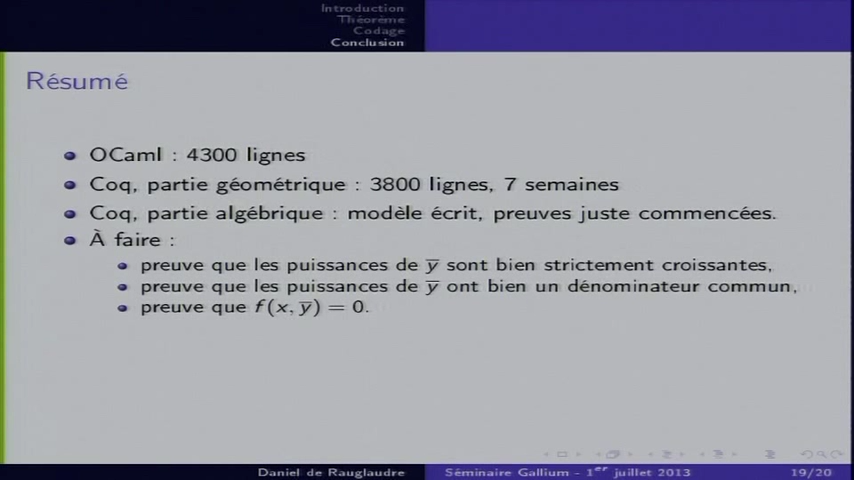 Introduction
Théorème
Codage
Conclusion
Résumé
OCaml : 4300 lignes
Coq, partie géométrique : 3800 lignes, 7 semaines
Coq, partie algébrique : modèle écrit, preuves juste commencées.
À faire :
preuve que les puissances de y̅ sont bien strictement croissantes,
preuve que les puissances de y̅ ont bien un dénominateur commun,
preuve que f(x, y̅) = 0.
Daniel de Rauglaudre Séminaire Gallium - 1er juillet 2013 19/20